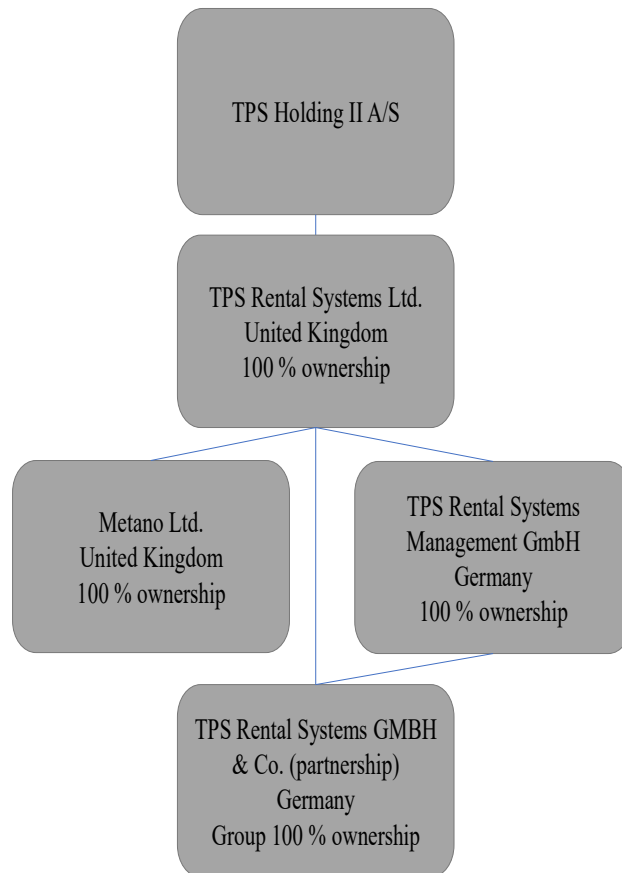 TPS Holding II A/S
TPS Rental Systems Ltd.
United Kingdom
100 % ownership
Metano Ltd.
United Kingdom
100 % ownership
TPS Rental Systems
Management GmbH
Germany
100 % ownership
TPS Rental Systems GMBH
& Co. (partnership)
Germany
Group 100 % ownership